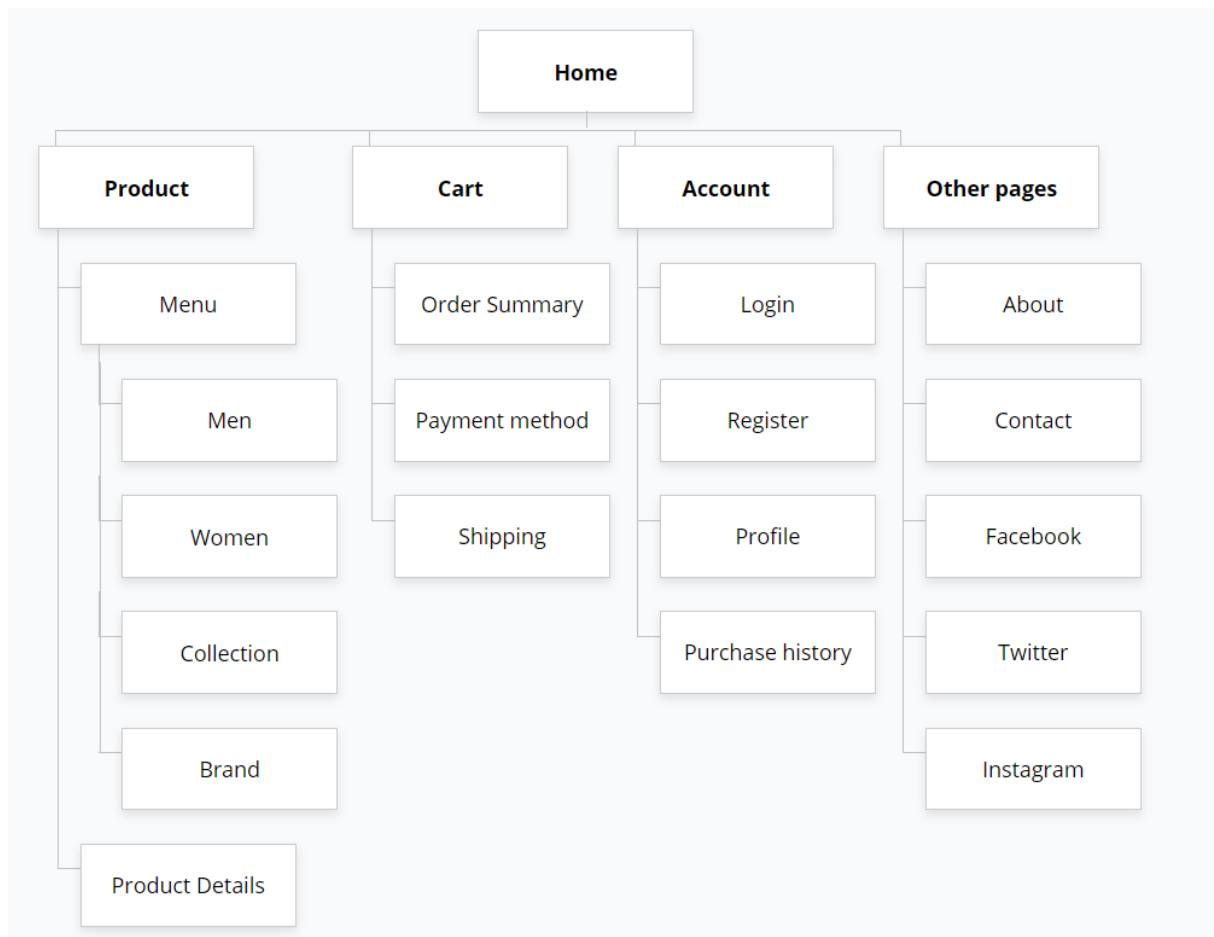 Home
Product
Cart
Account
Other pages
Menu
Order Summary
Login
About
Men
Payment method
Register
Contact
Women
Shipping
Profile
Facebook
Collection
Purchase history
Twitter
Brand
Instagram
Product Details